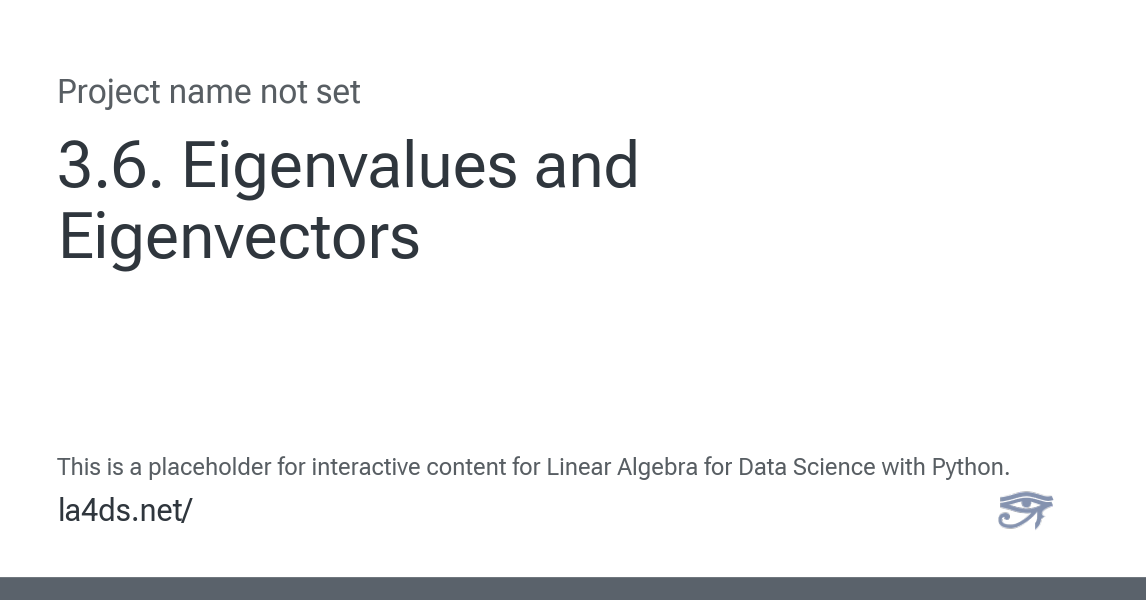 Project name not set
3.6. Eigenvalues and
Eigenvectors
This is a placeholder for interactive content for Linear Algebra for Data Science with Python.
la4ds.net/